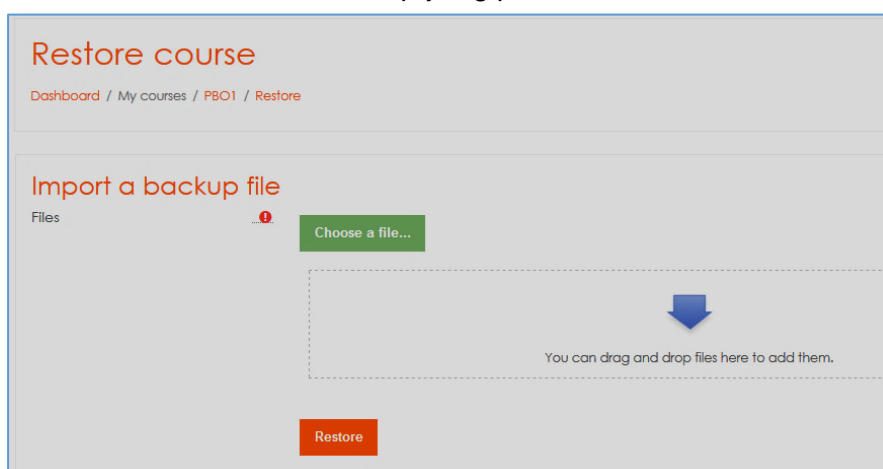 Restore course
Dashboard / My courses / PBO1 / Restore
Import a backup file
Files
Choose a file...
You can drag and drop files here to add them.
Restore